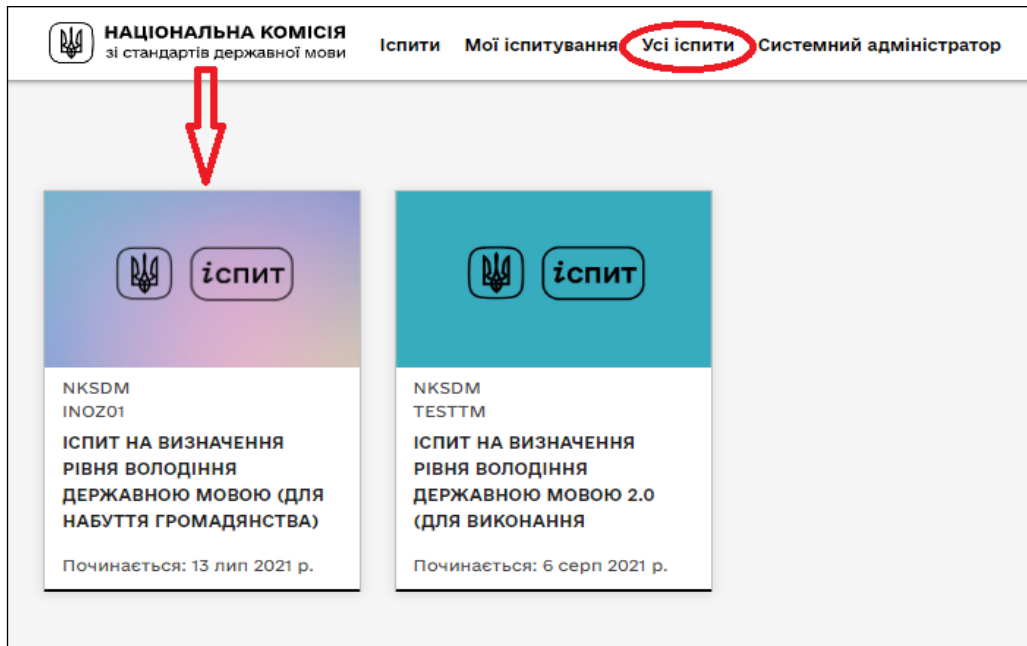 НАЦІОНАЛЬНА КОМІСІЯ
зі стандартів державної мови
Іспити Мої іспитування Усі іспити Системний адміністратор
іспит
NKSDM
INOZ01
ІСПИТ НА ВИЗНАЧЕННЯ
РІВНЯ ВОЛОДІННЯ
ДЕРЖАВНОЮ МОВОЮ (ДЛЯ
НАБУТТЯ ГРОМАДЯНСТВА)
Починається: 13 лип 2021 р.
іспит
NKSDM
TESTTM
ІСПИТ НА ВИЗНАЧЕННЯ
РІВНЯ ВОЛОДІННЯ
ДЕРЖАВНОЮ МОВОЮ 2.0
(ДЛЯ ВИКОНАННЯ
Починається: 6 серп 2021 р.